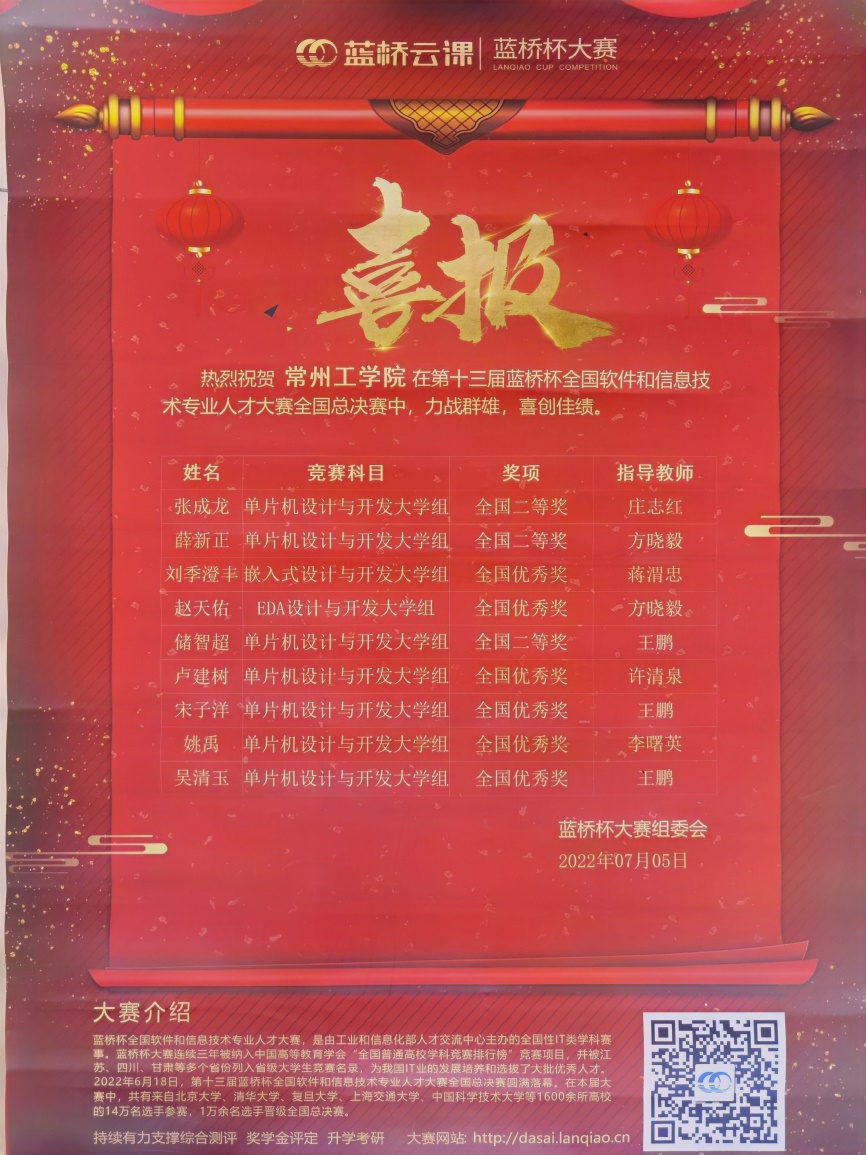 蓝桥云课 蓝桥杯大赛
LANQIAO CUP COMPETITION
喜报
热烈祝贺 常州工学院 在第十三届蓝桥杯全国软件和信息技
术专业人才大赛全国总决赛中，力战群雄，喜创佳绩。
姓名 竞赛科目 奖项 指导教师
张成龙 单片机设计与开发大学组 全国二等奖 庄志红
薛新正 单片机设计与开发大学组 全国二等奖 方晓毅
刘季澄丰 嵌入式设计与开发大学组 全国优秀奖 蒋渭忠
赵天佑 EDA设计与开发大学组 全国优秀奖 方晓毅
储智超 单片机设计与开发大学组 全国二等奖 王鹏
卢建树 单片机设计与开发大学组 全国优秀奖 许清泉
宋子洋 单片机设计与开发大学组 全国优秀奖 王鹏
姚禹 单片机设计与开发大学组 全国优秀奖 李曙英
吴清玉 单片机设计与开发大学组 全国优秀奖 王鹏
蓝桥杯大赛组委会
2022年07月05日
大赛介绍
蓝桥杯全国软件和信息技术专业人才大赛，是由工业和信息化部人才交流中心主办的全国性IT类学科赛
事。蓝桥杯大赛连续三年被纳入中国高等教育学会“全国普通高校学科竞赛排行榜”竞赛项目，并被江
苏、四川、甘肃等多个省份列入省级大学生竞赛名录，为我国IT业的发展培养和选拔了大批优秀人才。
2022年6月18日，第十三届蓝桥杯全国软件和信息技术专业人才大赛全国总决赛圆满落幕。在本届大
赛中，共有来自北京大学、清华大学、复旦大学、上海交通大学、中国科学技术大学等1600余所高校
的14万名选手参赛，1万余名选手晋级全国总决赛。
持续有力支撑综合测评 奖学金评定 升学考研 大赛网站: http://dasai.lanqiao.cn